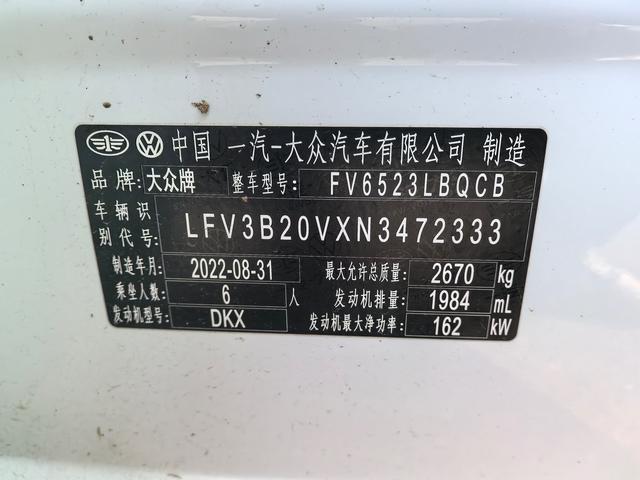 中国 一汽-大众汽车有限公司 制造
品 牌: 大众牌 整车型号: FV6523LBQCB
车 辆 识
别 代 号: LFV3B20VXN3472333
制造年月: 2022-08-31 最大允许总质量: 2670 kg
乘坐人数: 6 人 发动机排量: 1984 mL
发动机型号: DKX 发动机最大净功率: 162 kW